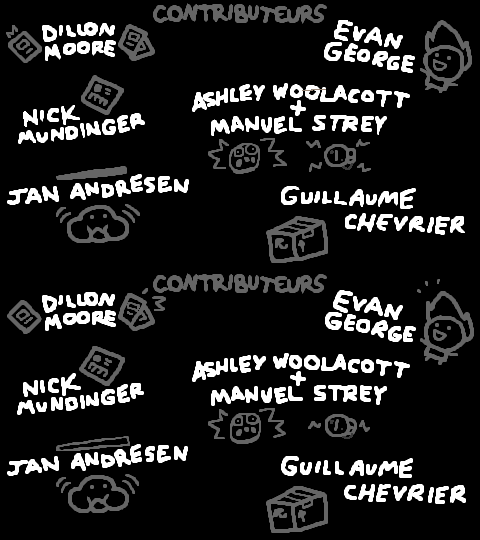 CONTRIBUTEURS
DILLON
MOORE
EVAN
GEORGE
NICK
MUNDINGER
ASHLEY WOOLACOTT
+
MANUEL STREY
JAN ANDRESEN
GUILLAUME
CHEVRIER
CONTRIBUTEURS
DILLON
MOORE
EVAN
GEORGE
NICK
MUNDINGER
ASHLEY WOOLACOTT
+
MANUEL STREY
JAN ANDRESEN
GUILLAUME
CHEVRIER